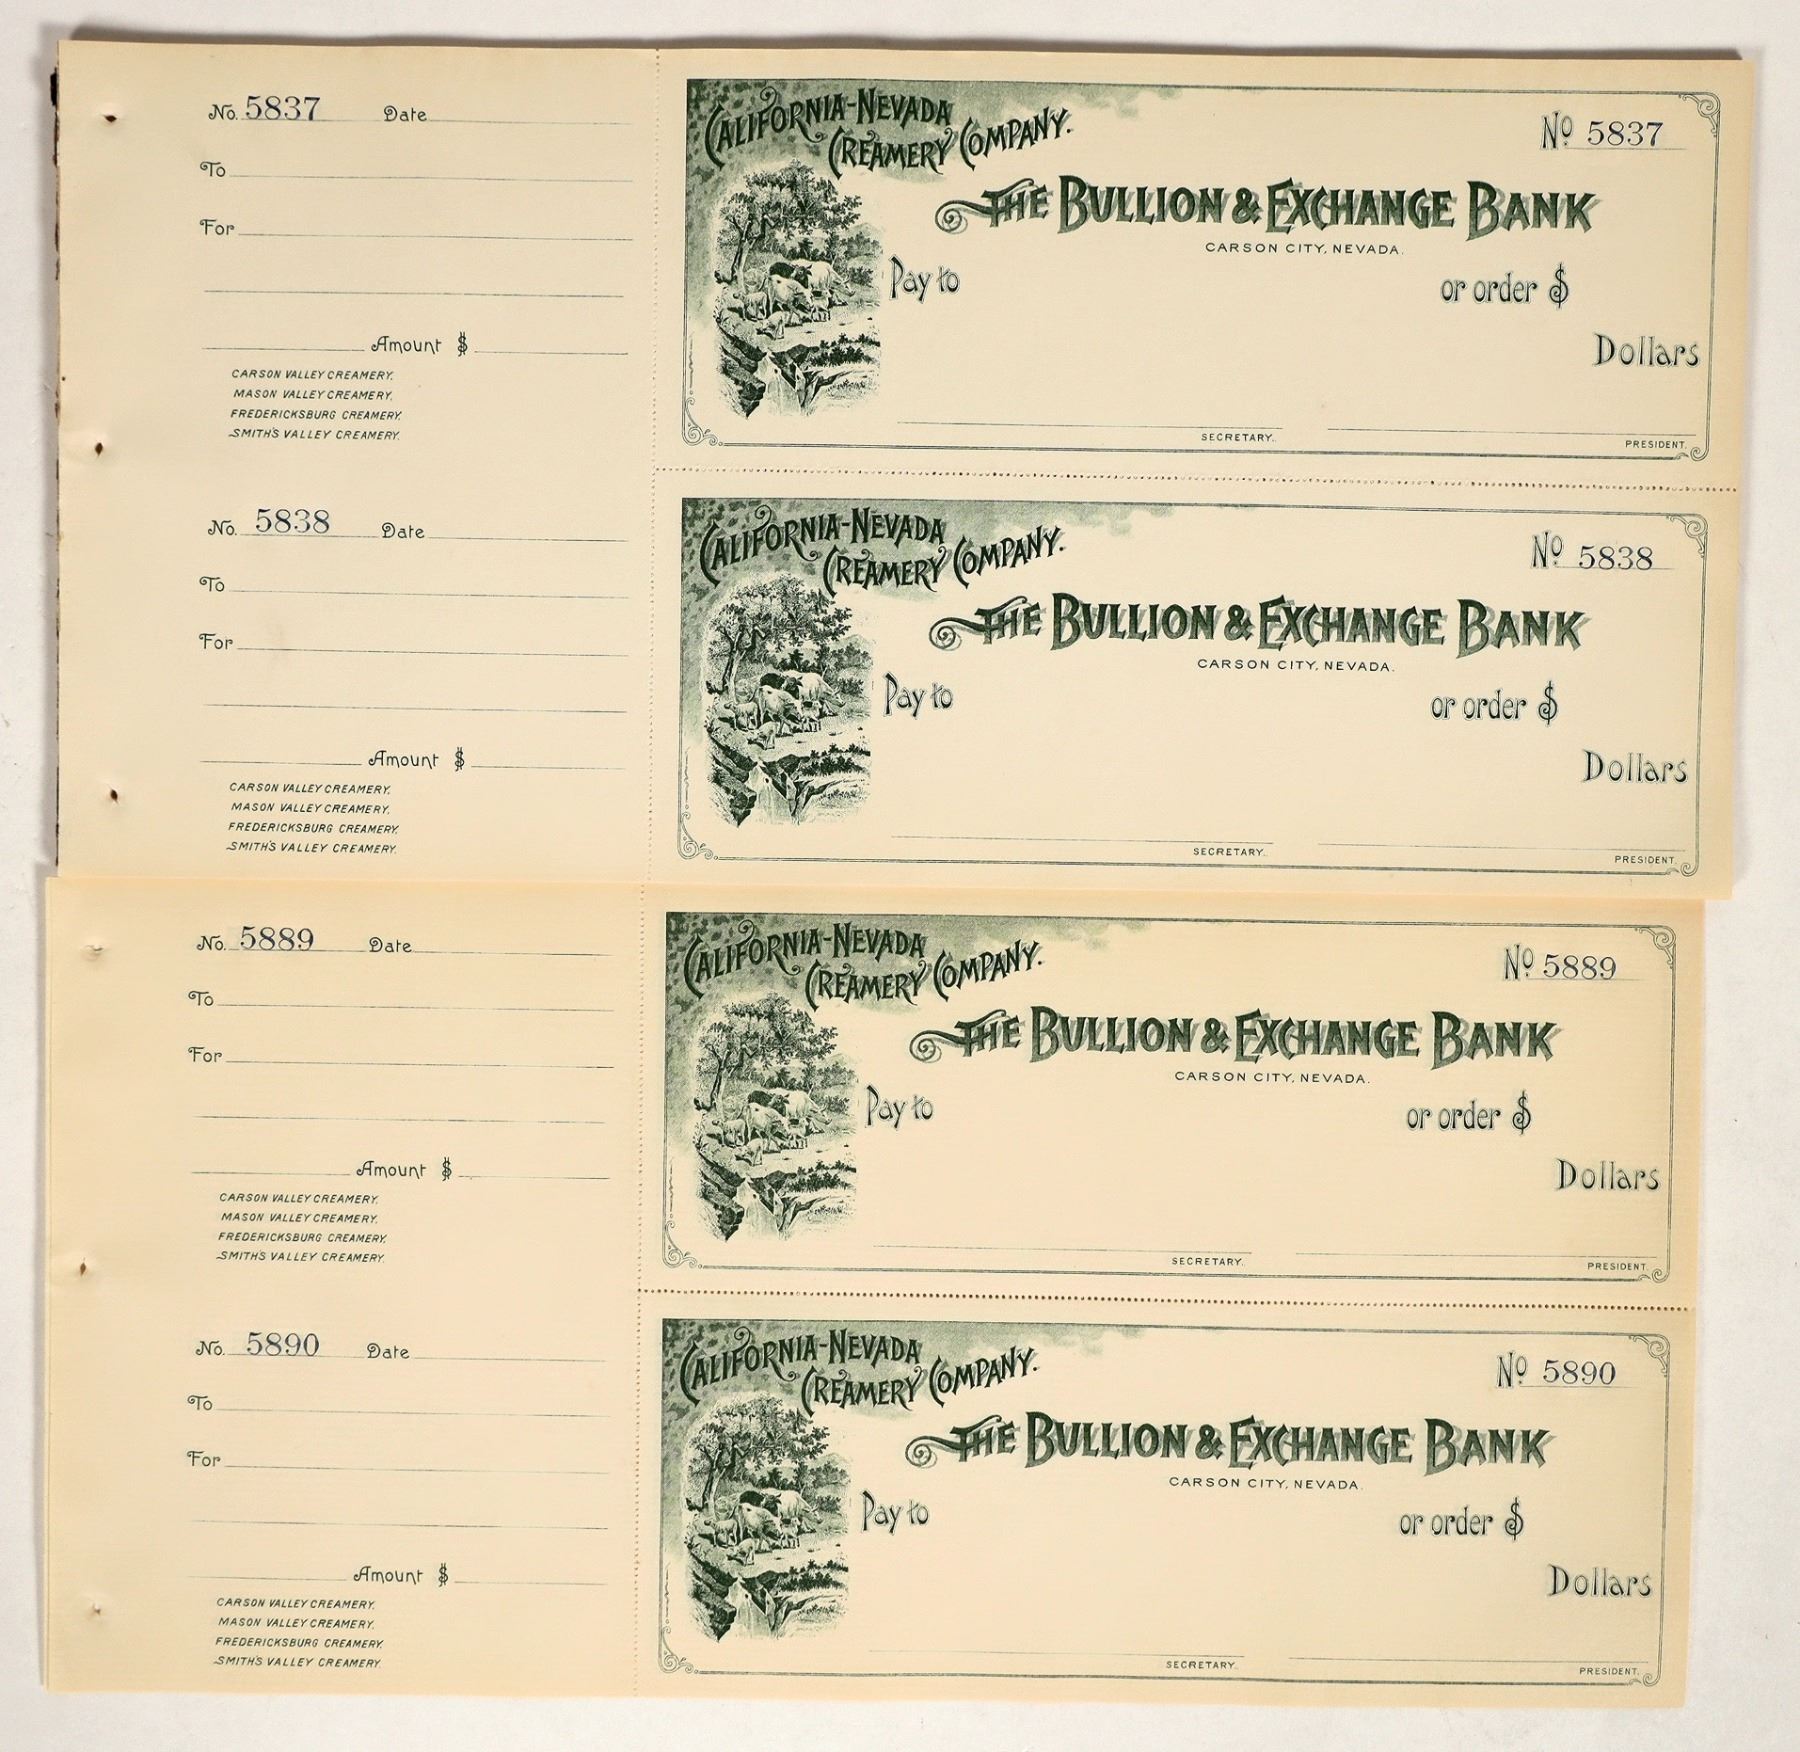 No. 5837 Date
To
For
Amount $
CARSON VALLEY CREAMERY.
MASON VALLEY CREAMERY.
FREDERICKSBURG CREAMERY.
SMITH'S VALLEY CREAMERY.
CALIFORNIA-NEVADA
CREAMERY COMPANY.
No 5837
THE BULLION & EXCHANGE BANK
CARSON CITY, NEVADA.
Pay to or order $
Dollars
SECRETARY. PRESIDENT.
No. 5838 Date
To
For
Amount $
CARSON VALLEY CREAMERY.
MASON VALLEY CREAMERY.
FREDERICKSBURG CREAMERY.
SMITH'S VALLEY CREAMERY.
CALIFORNIA-NEVADA
CREAMERY COMPANY.
No 5838
THE BULLION & EXCHANGE BANK
CARSON CITY, NEVADA.
Pay to or order $
Dollars
SECRETARY. PRESIDENT.
No. 5889 Date
To
For
Amount $
CARSON VALLEY CREAMERY.
MASON VALLEY CREAMERY.
FREDERICKSBURG CREAMERY.
SMITH'S VALLEY CREAMERY.
CALIFORNIA-NEVADA
CREAMERY COMPANY.
No 5889
THE BULLION & EXCHANGE BANK
CARSON CITY, NEVADA.
Pay to or order $
Dollars
SECRETARY. PRESIDENT.
No. 5890 Date
To
For
Amount $
CARSON VALLEY CREAMERY.
MASON VALLEY CREAMERY.
FREDERICKSBURG CREAMERY.
SMITH'S VALLEY CREAMERY.
CALIFORNIA-NEVADA
CREAMERY COMPANY.
No 5890
THE BULLION & EXCHANGE BANK
CARSON CITY, NEVADA.
Pay to or order $
Dollars
SECRETARY. PRESIDENT.